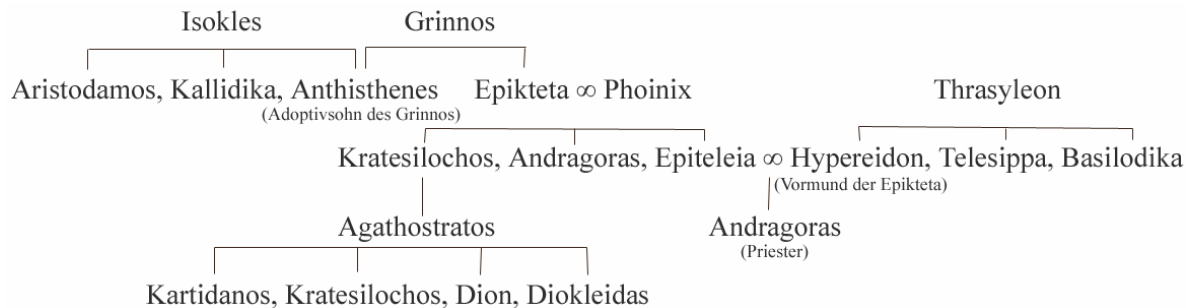 Isokles Grinnos
Aristodamos, Kallidika, Anthisthenes Epikteta ∞ Phoinix Thrasyleon
(Adoptivsohn des Grinnos)
Kratesilochos, Andragoras, Epiteleia ∞ Hypereidon, Telesippa, Basilodika
(Vormund der Epikteta)
Agathostratos Andragoras
(Priester)
Kartidanos, Kratesilochos, Dion, Diokleidas